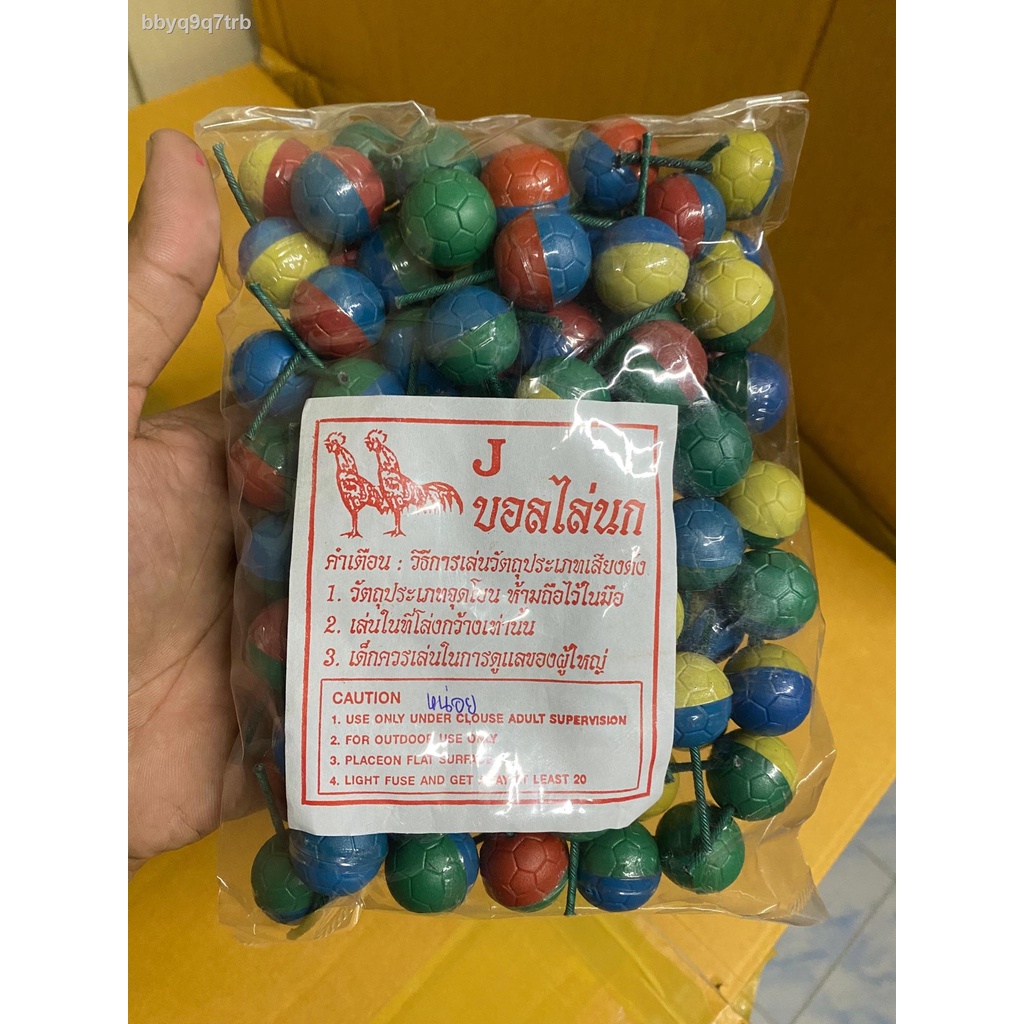 bbyq9q7trb
J
บอลไล่นก
คำเตือน : วิธีการเล่นวัตถุประเภทเสียงดัง
1. วัตถุประเภทจุดโยน ห้ามถือไว้ในมือ
2. เล่นในที่โล่งกว้างเท่านั้น
3. เด็กควรเล่นในการดูแลของผู้ใหญ่
CAUTION หน่อย
1. USE ONLY UNDER CLOUSE ADULT SUPERVISION
2. FOR OUTDOOR USE ONLY
3. PLACEON FLAT
4. LIGHT FUSE AND GET LEAST 20